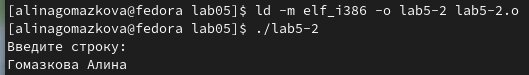 [alinagomazkova@fedora lab05]$ ld -m elf_i386 -o lab5-2 lab5-2.o
[alinagomazkova@fedora lab05]$ ./lab5-2
Введите строку:
Гомазкова Алина